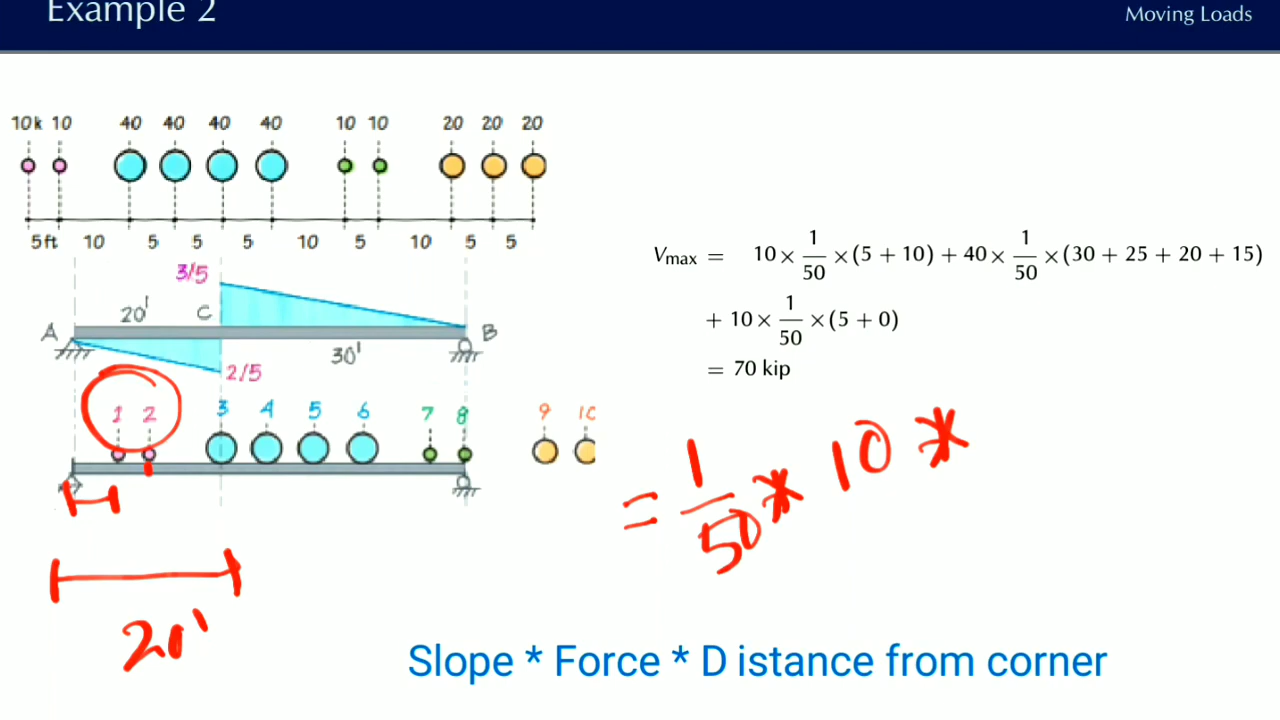 Example 2
Moving Loads
10k 10 40 40 40 40 10 10 20 20 20
5ft 10 5 5 5 10 5 10 5 5
3/5
20' C
A B
30'
2/5
1 2 3 4 5 6 7 8 9 10
Vmax = 10 × 1/50 × (5 + 10) + 40 × 1/50 × (30 + 25 + 20 + 15)
+ 10 × 1/50 × (5 + 0)
= 70 kip
= 1/50 * 10 *
20'
Slope * Force * D istance from corner